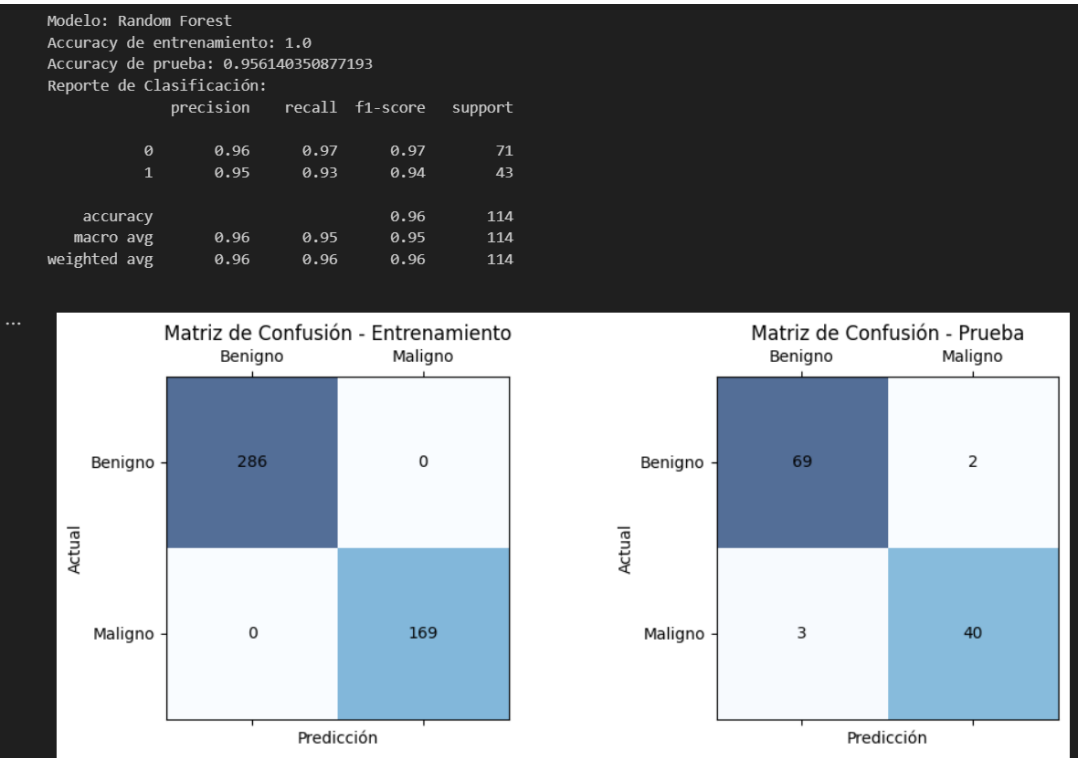 Modelo: Random Forest
Accuracy de entrenamiento: 1.0
Accuracy de prueba: 0.956140350877193
Reporte de Clasificación:
precision recall f1-score support
0 0.96 0.97 0.97 71
1 0.95 0.93 0.94 43
accuracy 0.96 114
macro avg 0.96 0.95 0.95 114
weighted avg 0.96 0.96 0.96 114
...
Matriz de Confusión - Entrenamiento
Benigno Maligno
Benigno 286 0
Actual
Maligno 0 169
Predicción
Matriz de Confusión - Prueba
Benigno Maligno
Benigno 69 2
Actual
Maligno 3 40
Predicción